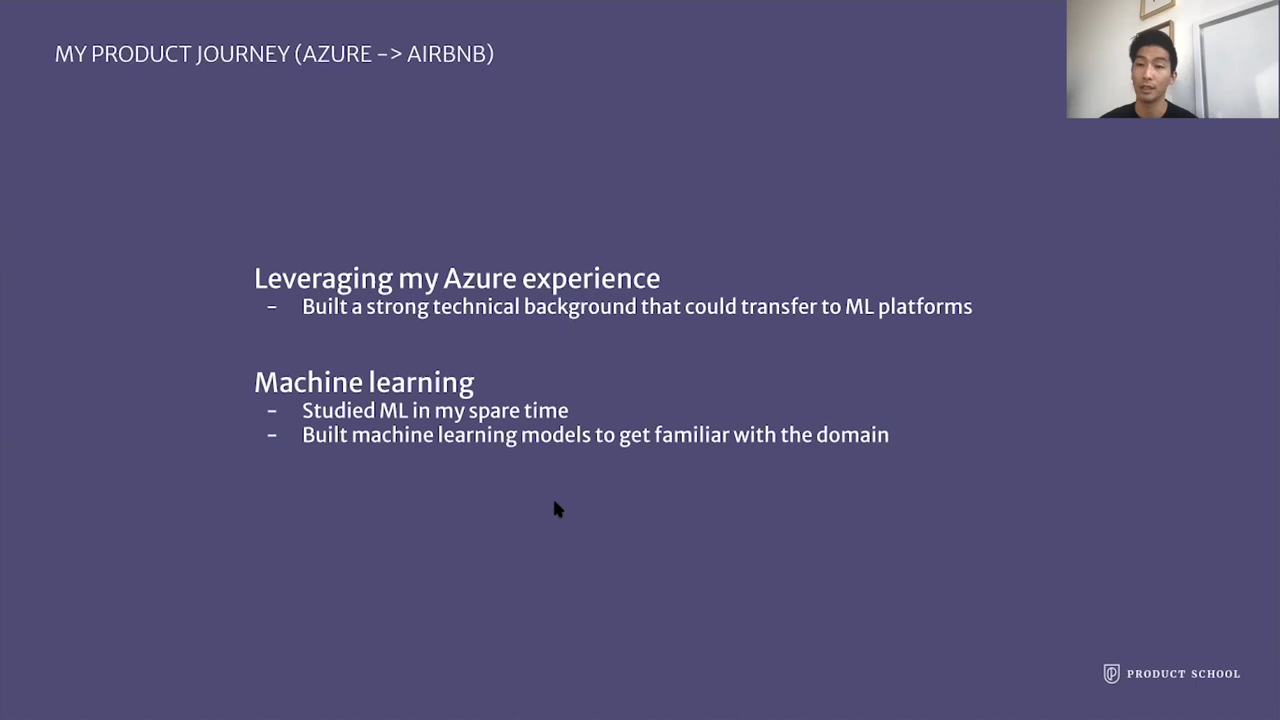 MY PRODUCT JOURNEY (AZURE -> AIRBNB)
Leveraging my Azure experience
- Built a strong technical background that could transfer to ML platforms
Machine learning
- Studied ML in my spare time
- Built machine learning models to get familiar with the domain
PRODUCT SCHOOL